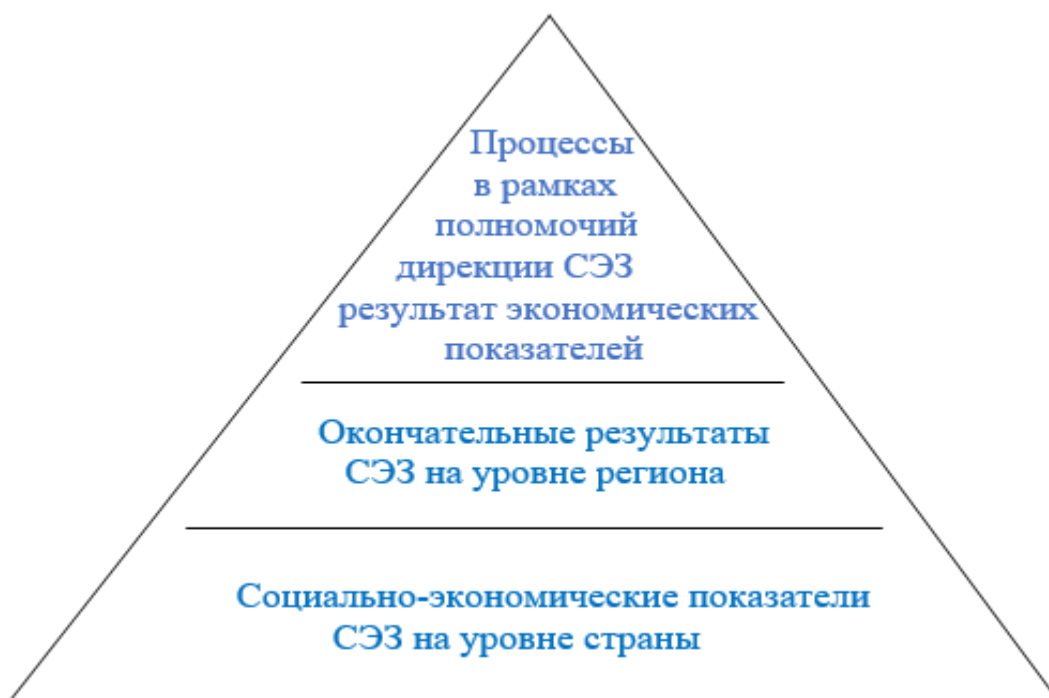 Процессы
в рамках
полномочий
дирекции СЭЗ
результат экономических
показателей
Окончательные результаты
СЭЗ на уровне региона
Социально-экономические показатели
СЭЗ на уровне страны